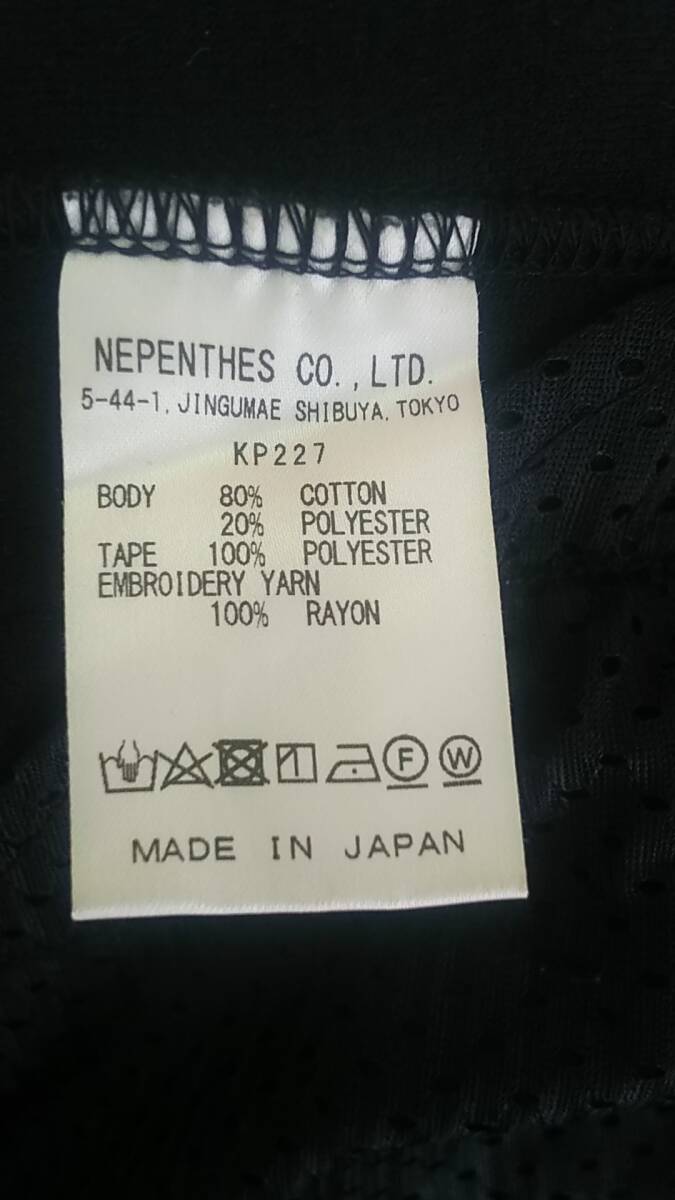 NEPENTHES CO., LTD.
5-44-1, JINGUMAE SHIBUYA, TOKYO
KP227
BODY 80% COTTON
20% POLYESTER
TAPE 100% POLYESTER
EMBROIDERY YARN
100% RAYON
F W
MADE IN JAPAN